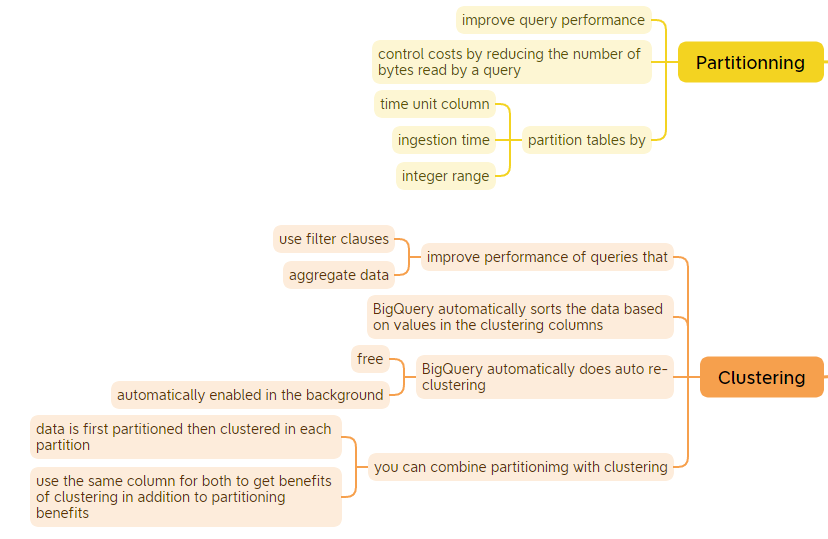 improve query performance
control costs by reducing the number of
bytes read by a query
Partitionning
time unit column
ingestion time
partition tables by
integer range
use filter clauses
improve performance of queries that
aggregate data
BigQuery automatically sorts the data based
on values in the clustering columns
free
BigQuery automatically does auto re-
clustering
Clustering
automatically enabled in the background
data is first partitioned then clustered in each
partition
you can combine partitionimg with clustering
use the same column for both to get benefits
of clustering in addition to partitioning
benefits